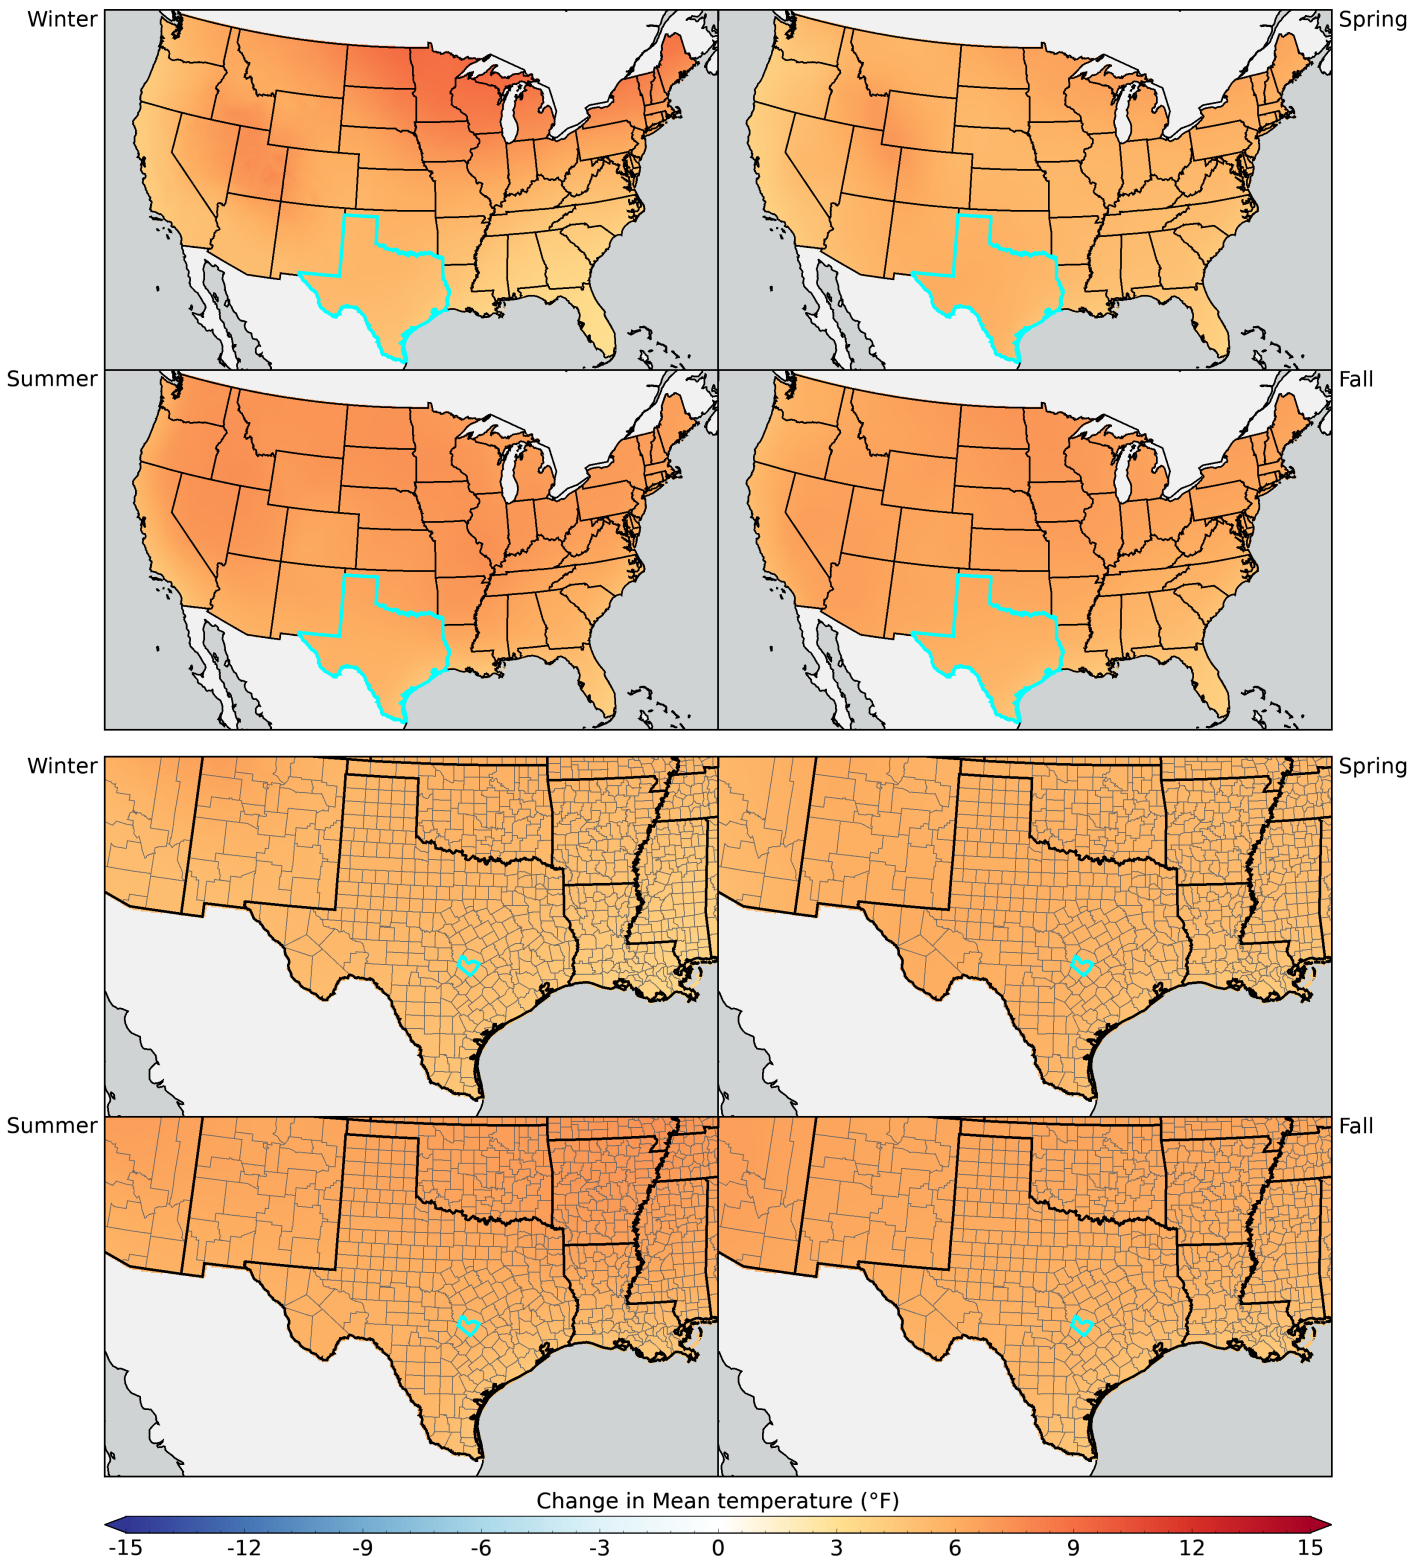 Winter
Spring
Summer
Fall
Winter
Spring
Summer
Fall
Change in Mean temperature (°F)
-15 -12 -9 -6 -3 0 3 6 9 12 15